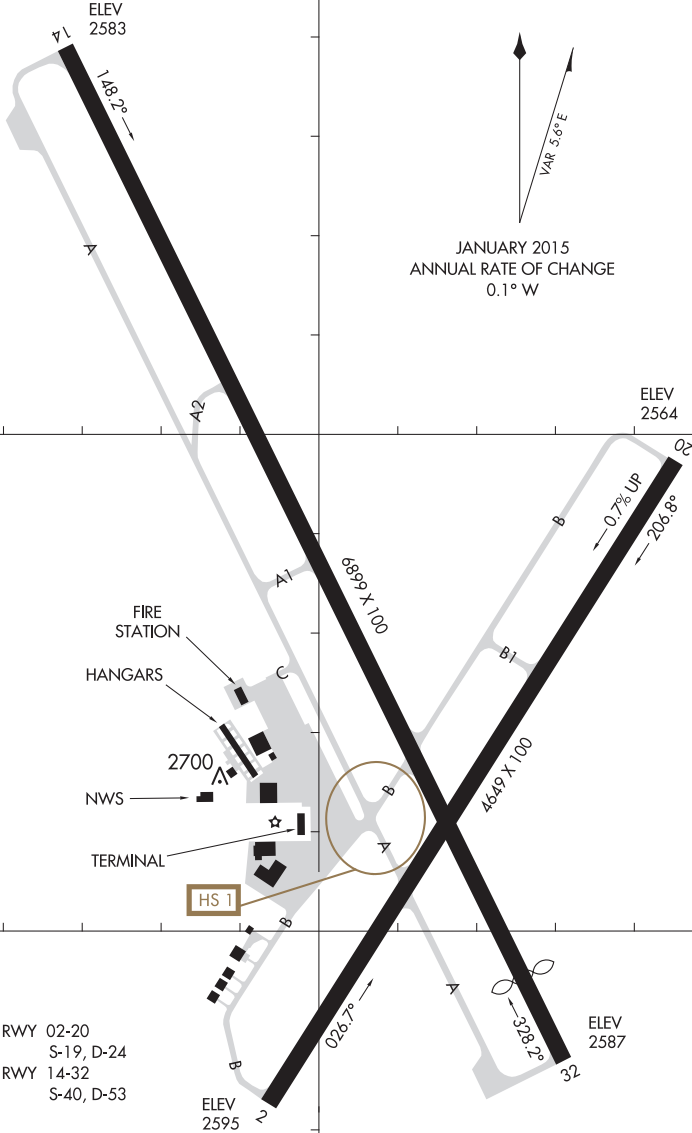 ELEV
2583
14
148.2°
VAR 5.6° E
JANUARY 2015
ANNUAL RATE OF CHANGE
0.1° W
A
A2
ELEV
2564
20
0.7% UP
206.8°
B
A1
6899 X 100
FIRE
STATION
B1
C
HANGARS
2700
4649 X 100
NWS
B
TERMINAL
A
HS 1
B
A
026.7°
328.2°
ELEV
2587
32
RWY 02-20
S-19, D-24
RWY 14-32
S-40, D-53
B
ELEV
2595
2